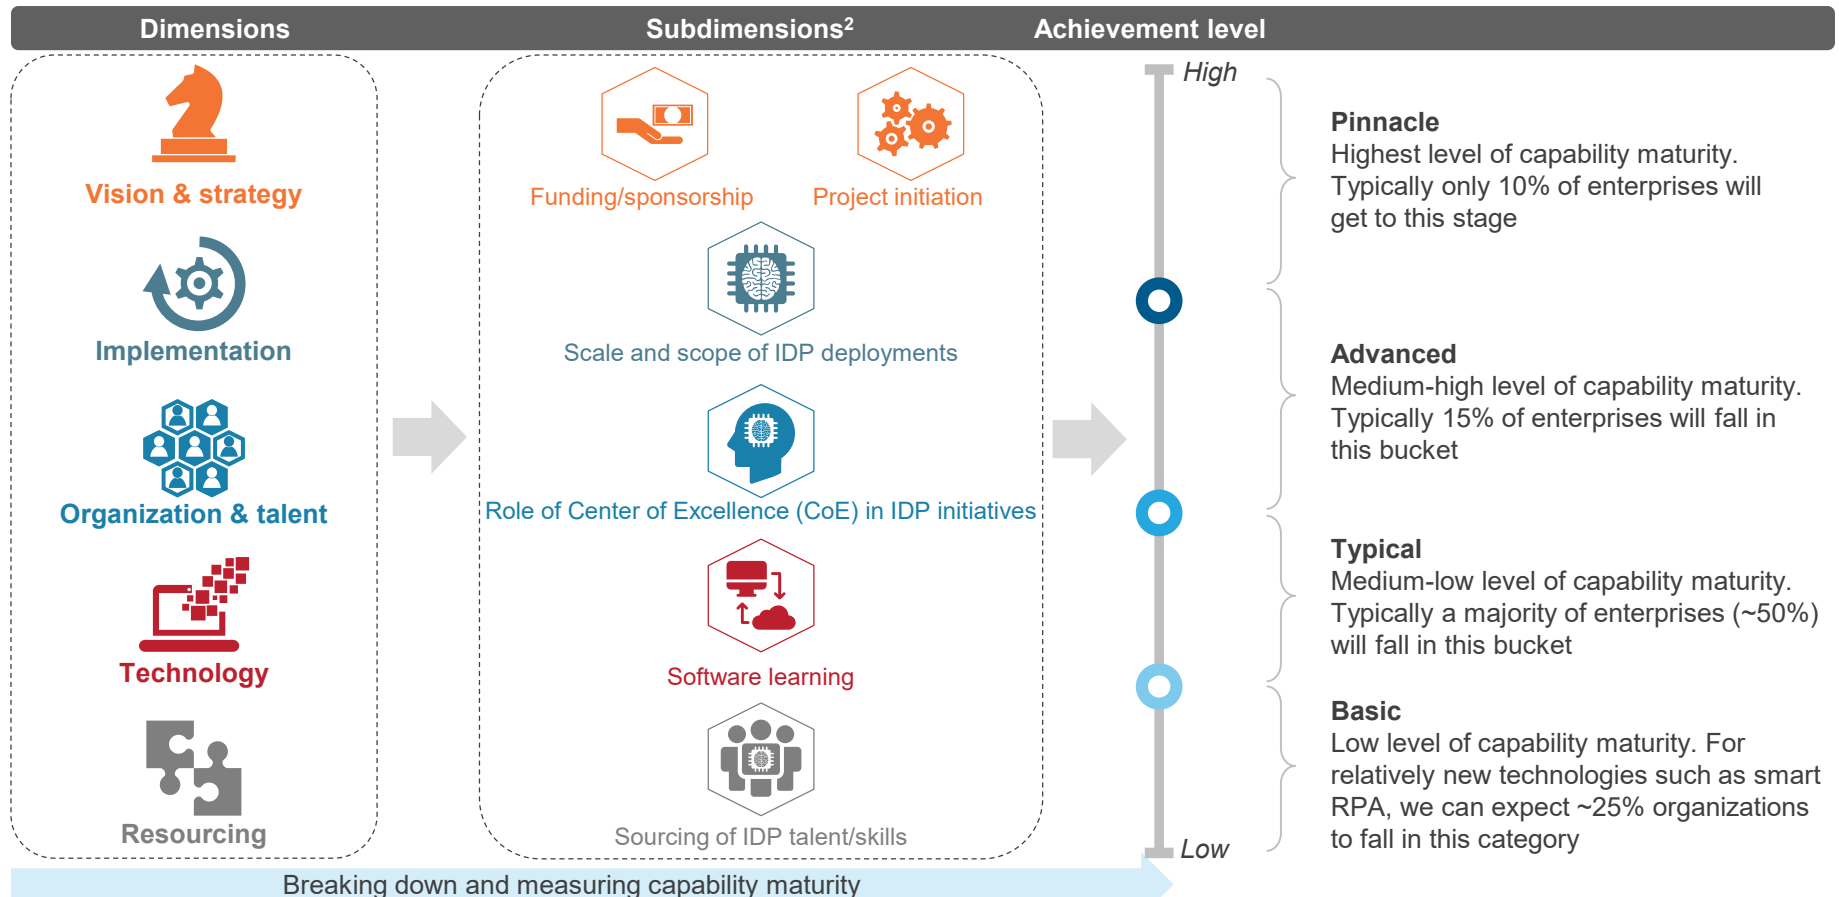 Dimensions
Subdimensions²
Achievement level
Vision & strategy
Implementation
Organization & talent
Technology
Resourcing
Funding/sponsorship
Project initiation
Scale and scope of IDP deployments
Role of Center of Excellence (CoE) in IDP initiatives
Software learning
Sourcing of IDP talent/skills
High
Low
Pinnacle
Highest level of capability maturity.
Typically only 10% of enterprises will
get to this stage
Advanced
Medium-high level of capability maturity.
Typically 15% of enterprises will fall in
this bucket
Typical
Medium-low level of capability maturity.
Typically a majority of enterprises (~50%)
will fall in this bucket
Basic
Low level of capability maturity. For
relatively new technologies such as smart
RPA, we can expect ~25% organizations
to fall in this category
Breaking down and measuring capability maturity